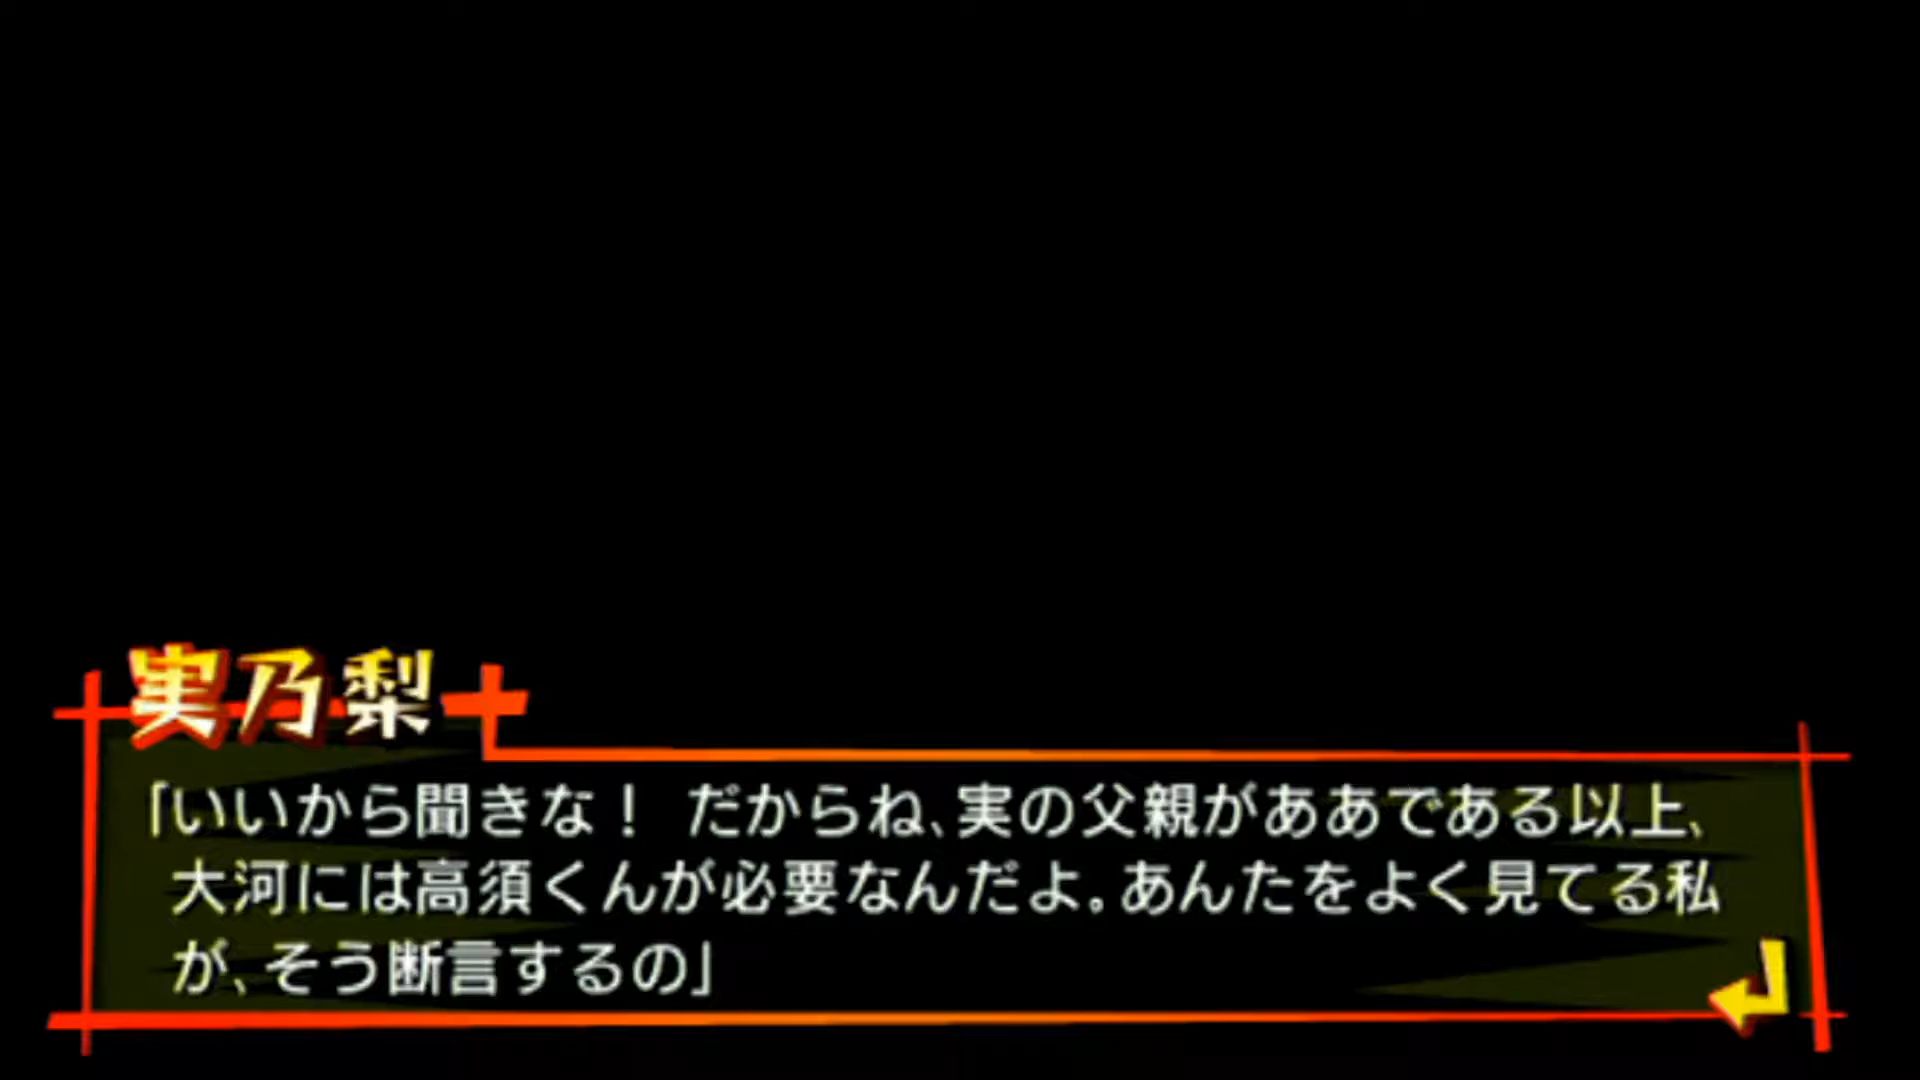 実乃梨
「いいから聞きな！ だからね、実の父親がああである以上、
大河には高須くんが必要なんだよ。あんたをよく見てる私
が、そう断言するの」